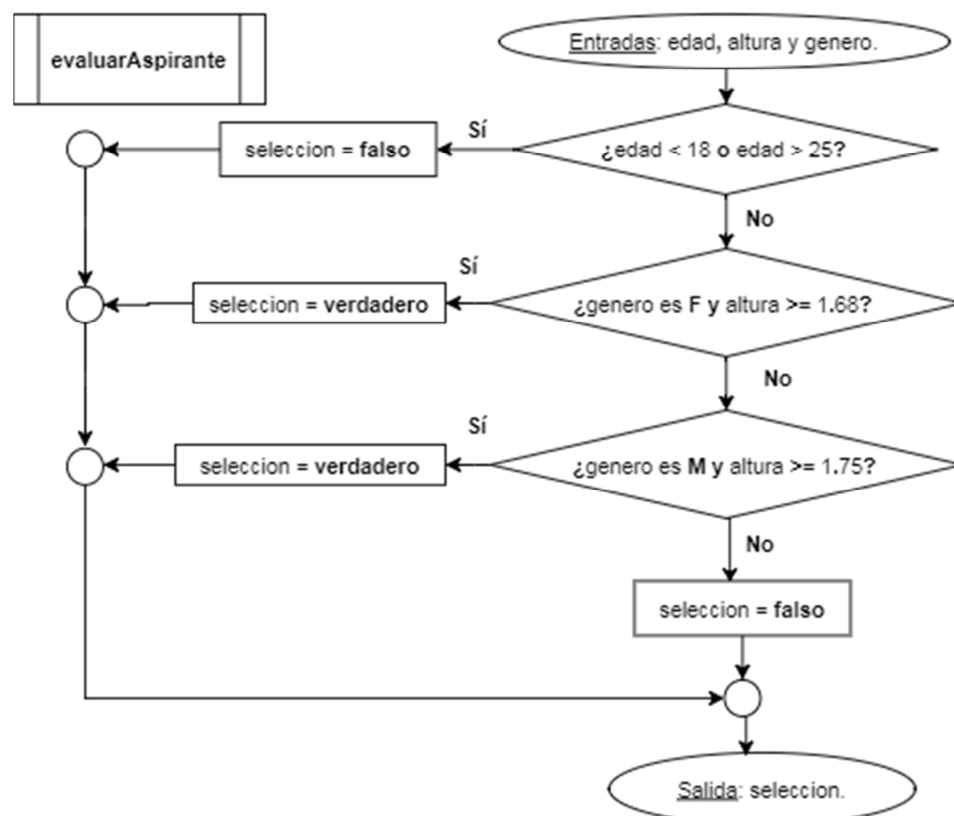 evaluarAspirante
Entradas: edad, altura y genero.
¿edad < 18 o edad > 25?
Sí
seleccion = falso
No
¿genero es F y altura >= 1.68?
Sí
seleccion = verdadero
No
¿genero es M y altura >= 1.75?
Sí
seleccion = verdadero
No
seleccion = falso
Salida: seleccion.